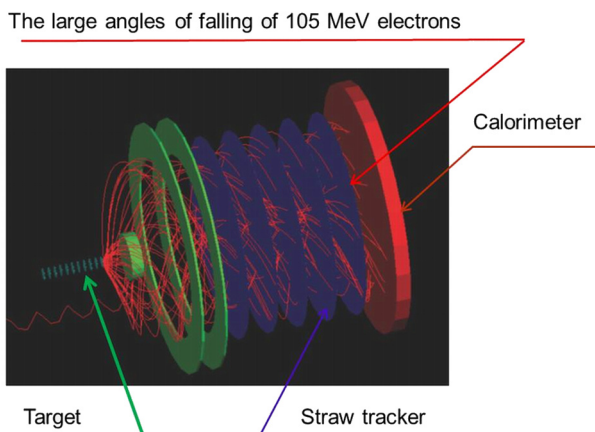 The large angles of falling of 105 MeV electrons
Calorimeter
Target
Straw tracker